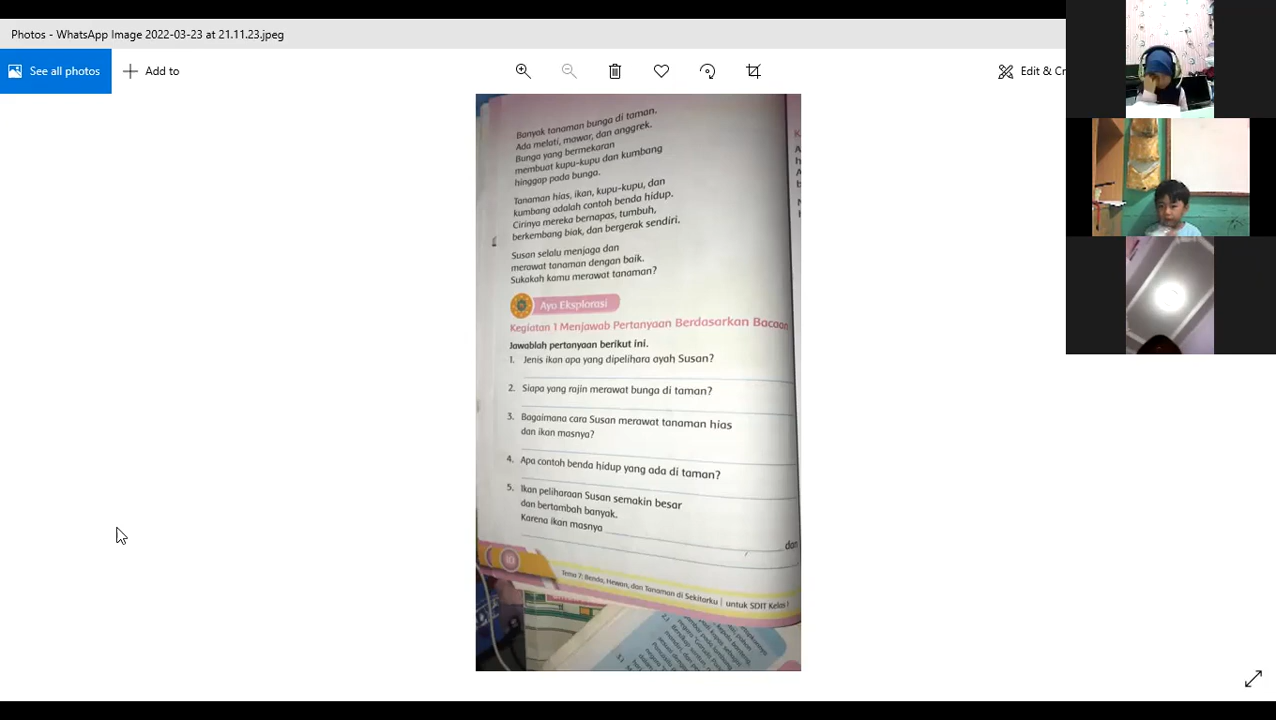 Photos - WhatsApp Image 2022-03-23 at 21.11.23.jpeg
See all photos
Add to
Edit & Cr
Banyak tanaman bunga di taman.
Ada melati, mawar, dan anggrek.
Bunga yang bermekaran
membuat kupu-kupu dan kumbang
hinggap pada bunga.
Tanaman hias, ikan, kupu-kupu, dan
kumbang adalah contoh benda hidup.
Cirinya mereka bernapas, tumbuh,
berkembang biak, dan bergerak sendiri.
Susan selalu menjaga dan
merawat tanaman dengan baik.
Sukakah kamu merawat tanaman?
Ayo Eksplorasi
Kegiatan 1 Menjawab Pertanyaan Berdasarkan Bacaan
Jawablah pertanyaan berikut ini.
1. Jenis ikan apa yang dipelihara ayah Susan?
2. Siapa yang rajin merawat bunga di taman?
3. Bagaimana cara Susan merawat tanaman hias
dan ikan masnya?
4. Apa contoh benda hidup yang ada di taman?
5. Ikan peliharaan Susan semakin besar
dan bertambah banyak.
Karena ikan masnya
dan
Tema 7: Benda, Hewan, dan Tanaman di Sekitarku | untuk SDIT Kelas I